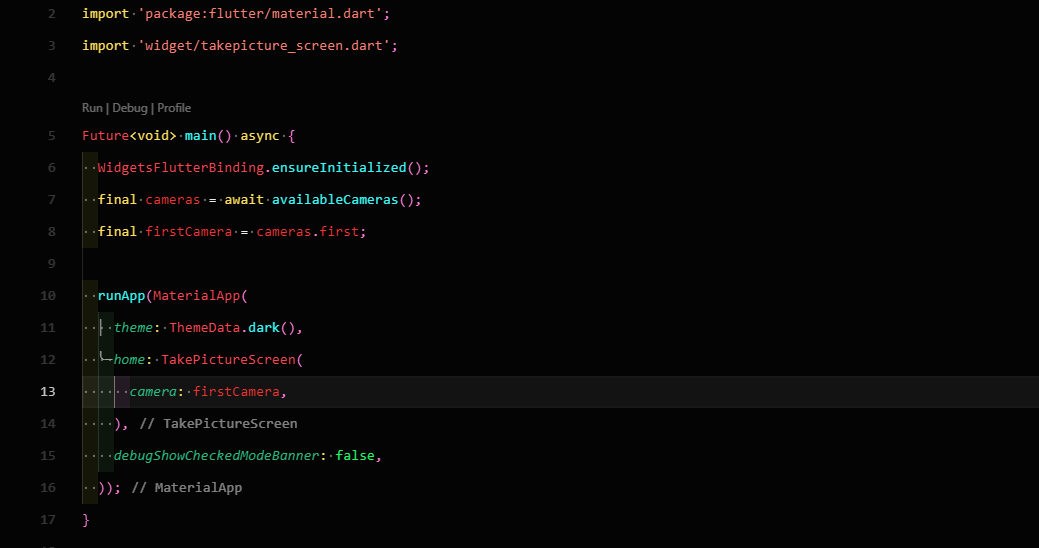 2 import 'package:flutter/material.dart';
3 import 'widget/takepicture_screen.dart';
4
Run | Debug | Profile
5 Future<void> main() async {
6   WidgetsFlutterBinding.ensureInitialized();
7   final cameras = await availableCameras();
8   final firstCamera = cameras.first;
9
10   runApp(MaterialApp(
11     theme: ThemeData.dark(),
12     home: TakePictureScreen(
13       camera: firstCamera,
14     ), // TakePictureScreen
15     debugShowCheckedModeBanner: false,
16   )); // MaterialApp
17 }